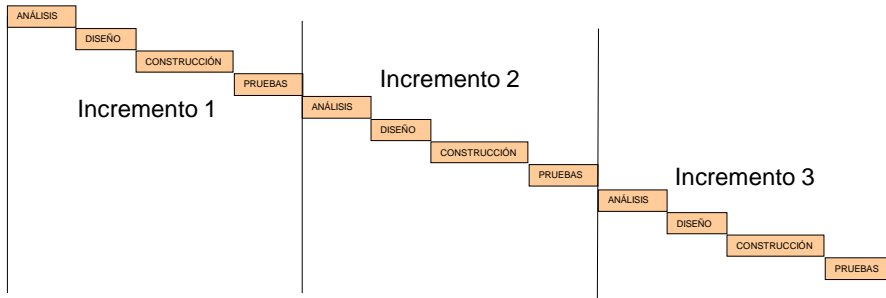 ANÁLISIS
DISEÑO
CONSTRUCCIÓN
PRUEBAS
Incremento 1
Incremento 2
ANÁLISIS
DISEÑO
CONSTRUCCIÓN
PRUEBAS
Incremento 3
ANÁLISIS
DISEÑO
CONSTRUCCIÓN
PRUEBAS